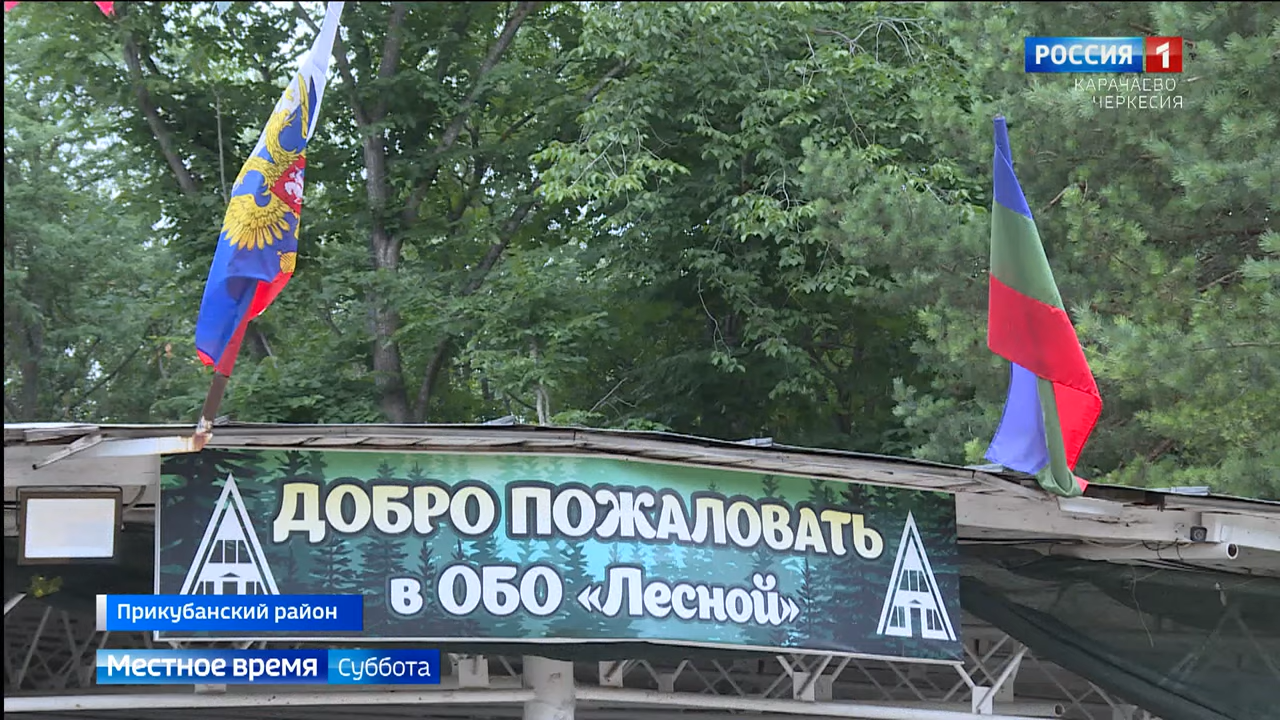 РОССИЯ 1
КАРАЧАЕВО
ЧЕРКЕСИЯ
ДОБРО ПОЖАЛОВАТЬ
в ОБО «Лесной»
Прикубанский район
Местное время Суббота